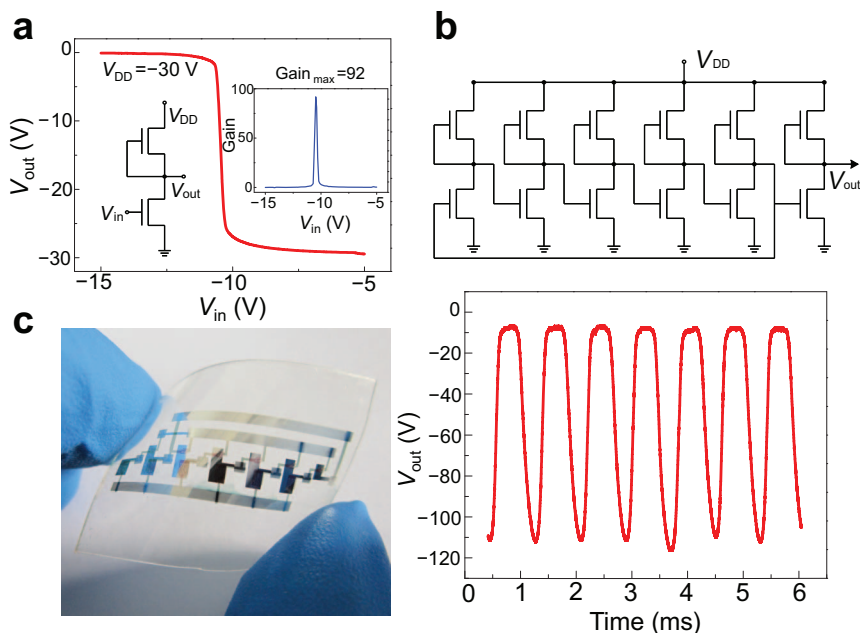 a
0
−10
−20
−30
V_out (V)
−15
−10
−5
V_in (V)
V_DD =−30 V
V_DD
V_out
V_in
Gain_max=92
100
50
0
Gain
−15
−10
−5
V_in (V)
b
V_DD
V_out
0
−20
−40
−60
−80
−100
−120
V_out (V)
0
1
2
3
4
5
6
Time (ms)
c